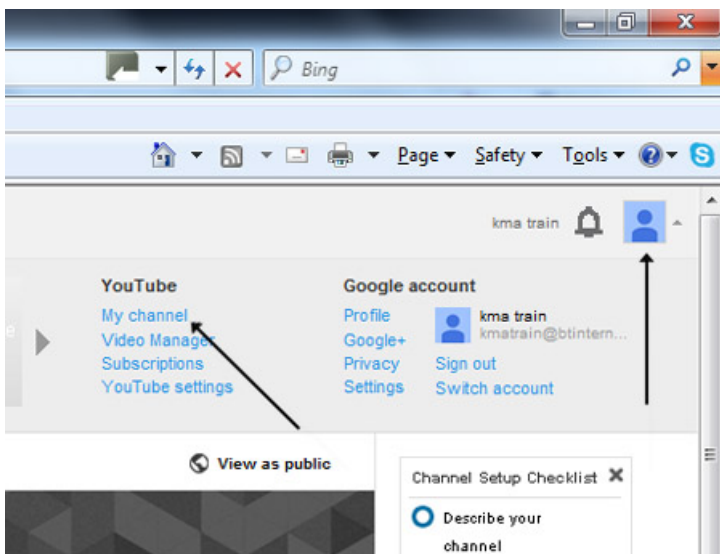 Bing
Page Safety Tools
kma train
YouTube
My channel
Video Manager
Subscriptions
YouTube settings
Google account
Profile
Google+
Privacy
Settings
kma train
kmatrain@btintern...
Sign out
Switch account
View as public
Channel Setup Checklist
Describe your
channel